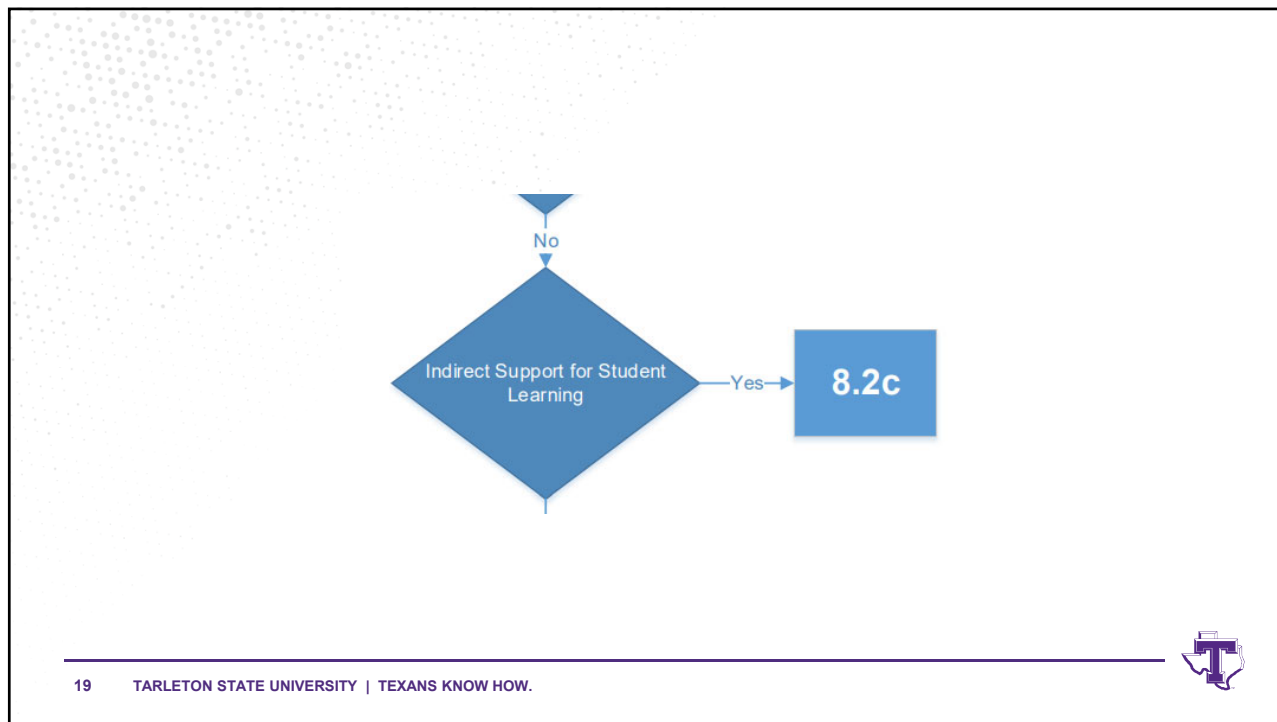 No
Indirect Support for Student
Learning
Yes
8.2c
T
19 TARLETON STATE UNIVERSITY | TEXANS KNOW HOW.